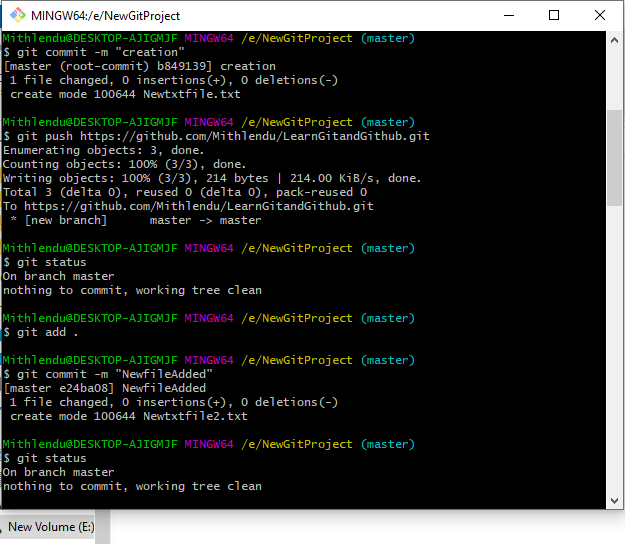 MINGW64:/e/NewGitProject
Mithlendu@DESKTOP-AJIGMJF MINGW64 /e/NewGitProject (master)
$ git commit -m "creation"
[master (root-commit) b849139] creation
 1 file changed, 0 insertions(+), 0 deletions(-)
 create mode 100644 Newtxtfile.txt

Mithlendu@DESKTOP-AJIGMJF MINGW64 /e/NewGitProject (master)
$ git push https://github.com/Mithlendu/LearnGitandGithub.git
Enumerating objects: 3, done.
Counting objects: 100% (3/3), done.
Writing objects: 100% (3/3), 214 bytes | 214.00 KiB/s, done.
Total 3 (delta 0), reused 0 (delta 0), pack-reused 0
To https://github.com/Mithlendu/LearnGitandGithub.git
 * [new branch]      master -> master

Mithlendu@DESKTOP-AJIGMJF MINGW64 /e/NewGitProject (master)
$ git status
On branch master
nothing to commit, working tree clean

Mithlendu@DESKTOP-AJIGMJF MINGW64 /e/NewGitProject (master)
$ git add .

Mithlendu@DESKTOP-AJIGMJF MINGW64 /e/NewGitProject (master)
$ git commit -m "NewfileAdded"
[master e24ba08] NewfileAdded
 1 file changed, 0 insertions(+), 0 deletions(-)
 create mode 100644 Newtxtfile2.txt

Mithlendu@DESKTOP-AJIGMJF MINGW64 /e/NewGitProject (master)
$ git status
On branch master
nothing to commit, working tree clean
New Volume (E:)